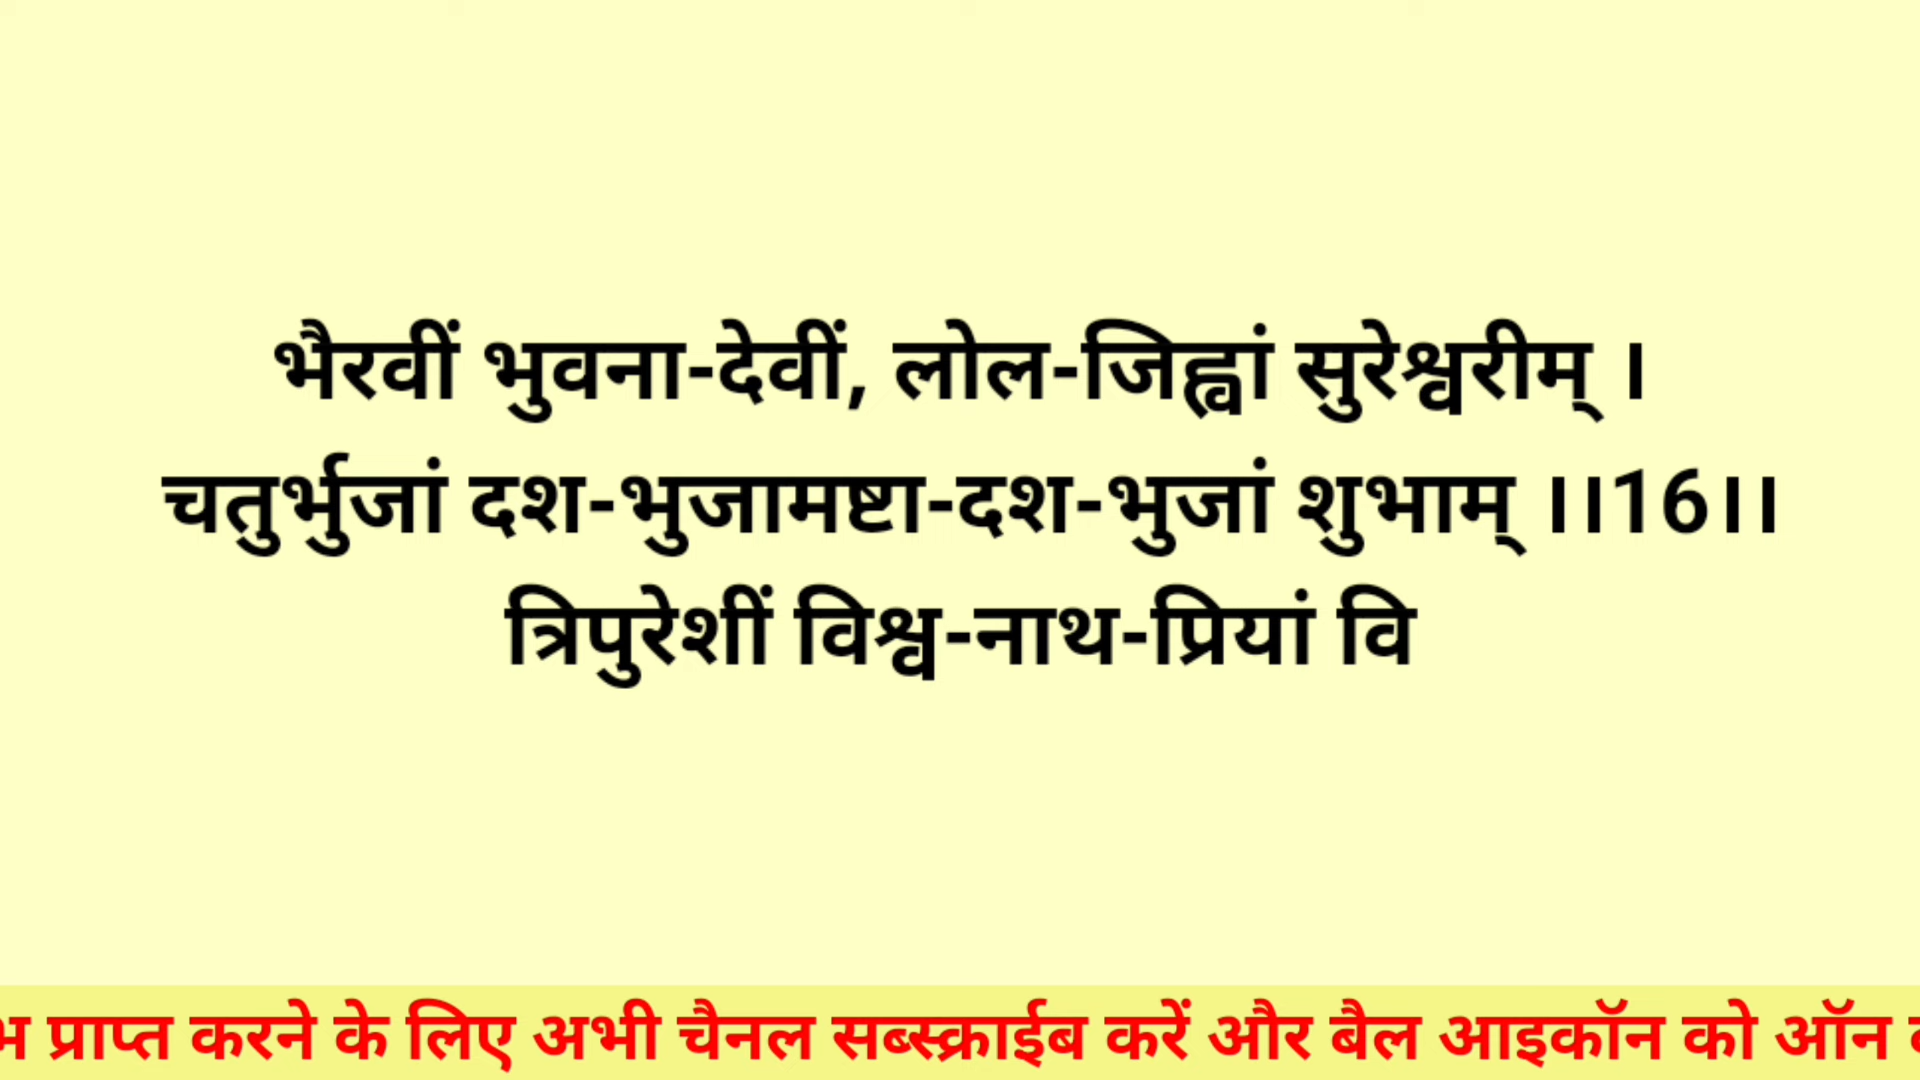 भैरवीं भुवना-देवीं, लोल-जिह्वां सुरेश्वरीम् ।
चतुर्भुजां दश-भुजामष्टा-दश-भुजां शुभाम् ।।16।।
त्रिपुरेशीं विश्व-नाथ-प्रियां वि
प्राप्त करने के लिए अभी चैनल सब्स्क्राईब करें और बैल आइकॉन को ऑन